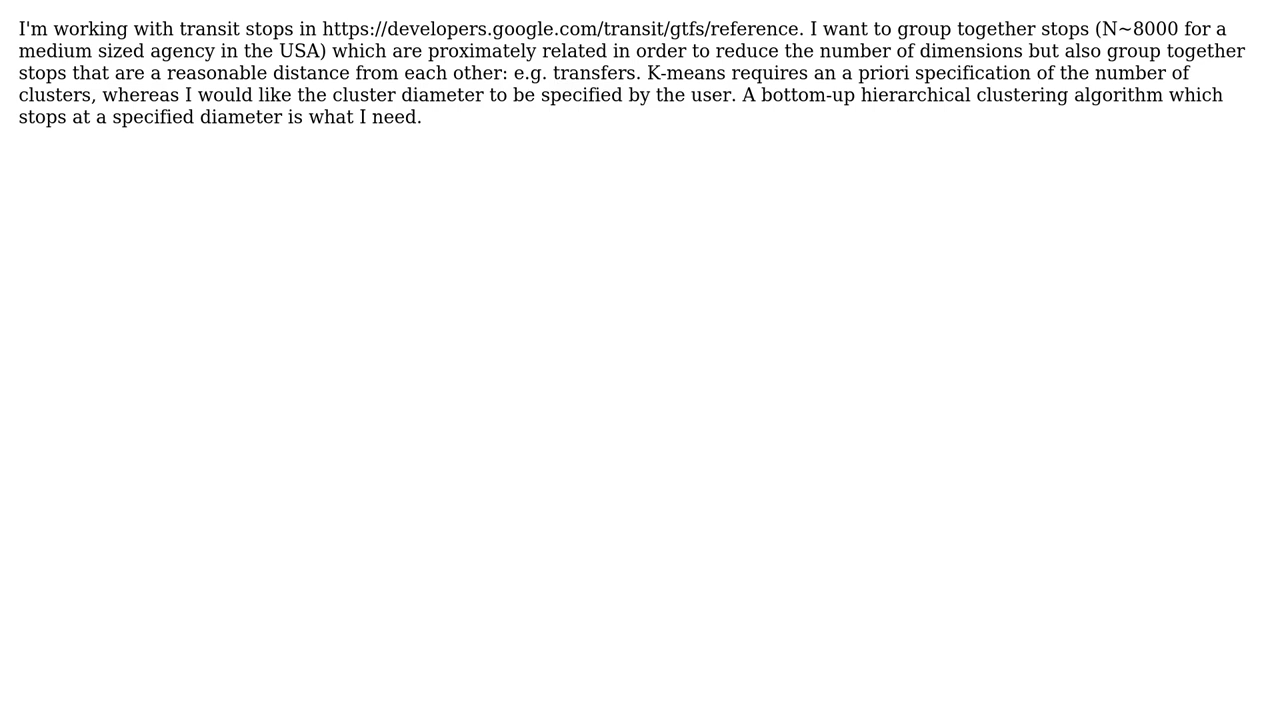 I'm working with transit stops in https://developers.google.com/transit/gtfs/reference. I want to group together stops (N~8000 for a
medium sized agency in the USA) which are proximately related in order to reduce the number of dimensions but also group together
stops that are a reasonable distance from each other: e.g. transfers. K-means requires an a priori specification of the number of
clusters, whereas I would like the cluster diameter to be specified by the user. A bottom-up hierarchical clustering algorithm which
stops at a specified diameter is what I need.